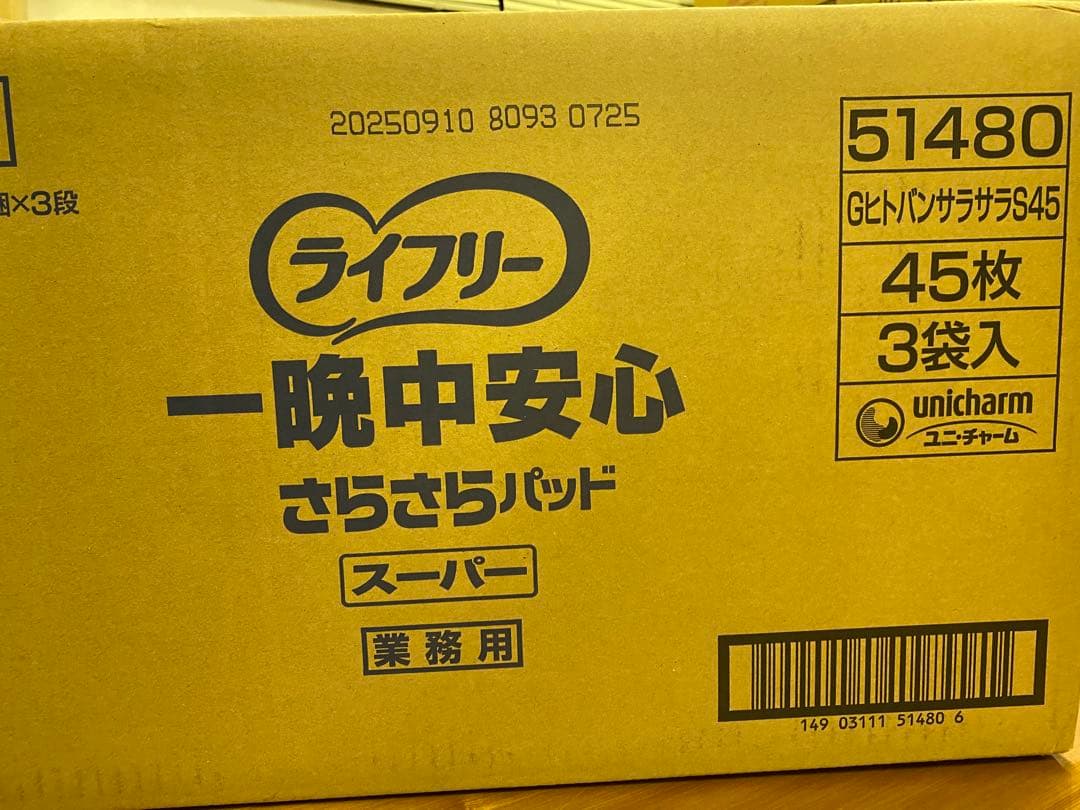 20250910 8093 0725
×3段
ライフリー
一晩中安心
さらさらパッド
スーパー
業務用
51480
GヒトバンサラサラS45
45枚
3袋入
unicharm
ユニ・チャーム
149 03111 51480 6